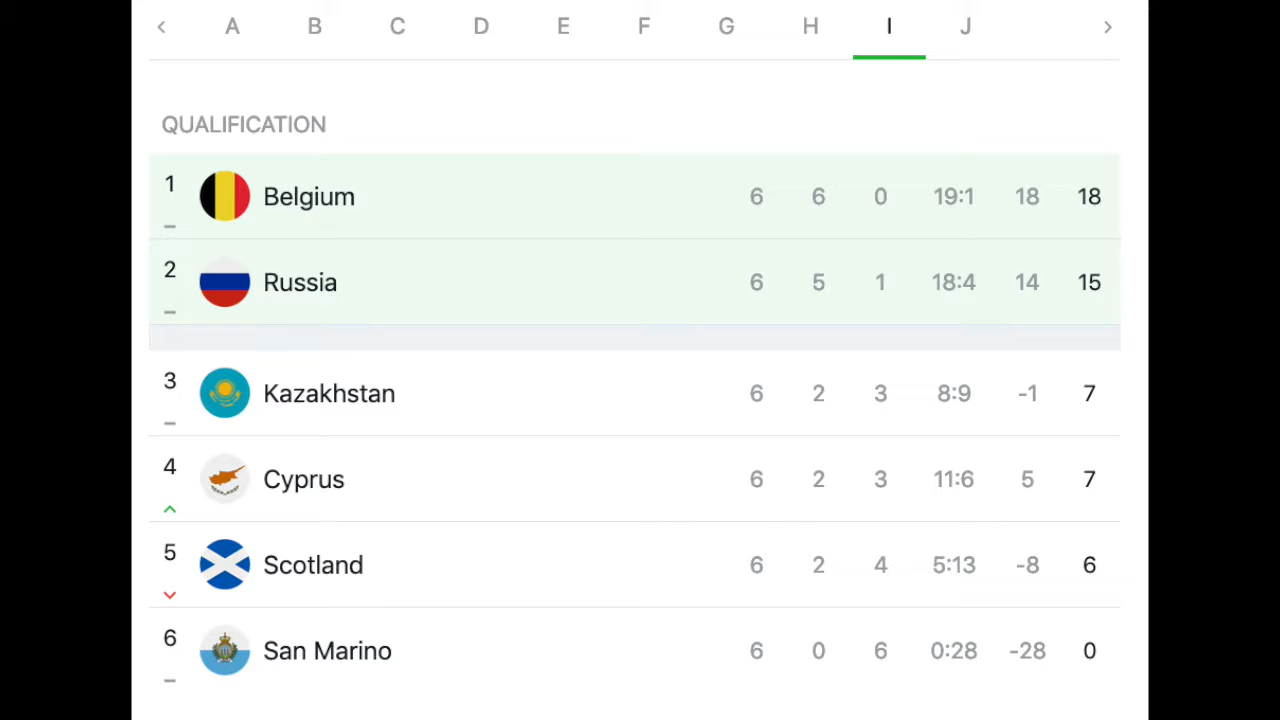 A B C D E F G H I J
QUALIFICATION
1 Belgium 6 6 0 19:1 18 18
2 Russia 6 5 1 18:4 14 15
3 Kazakhstan 6 2 3 8:9 -1 7
4 Cyprus 6 2 3 11:6 5 7
5 Scotland 6 2 4 5:13 -8 6
6 San Marino 6 0 6 0:28 -28 0